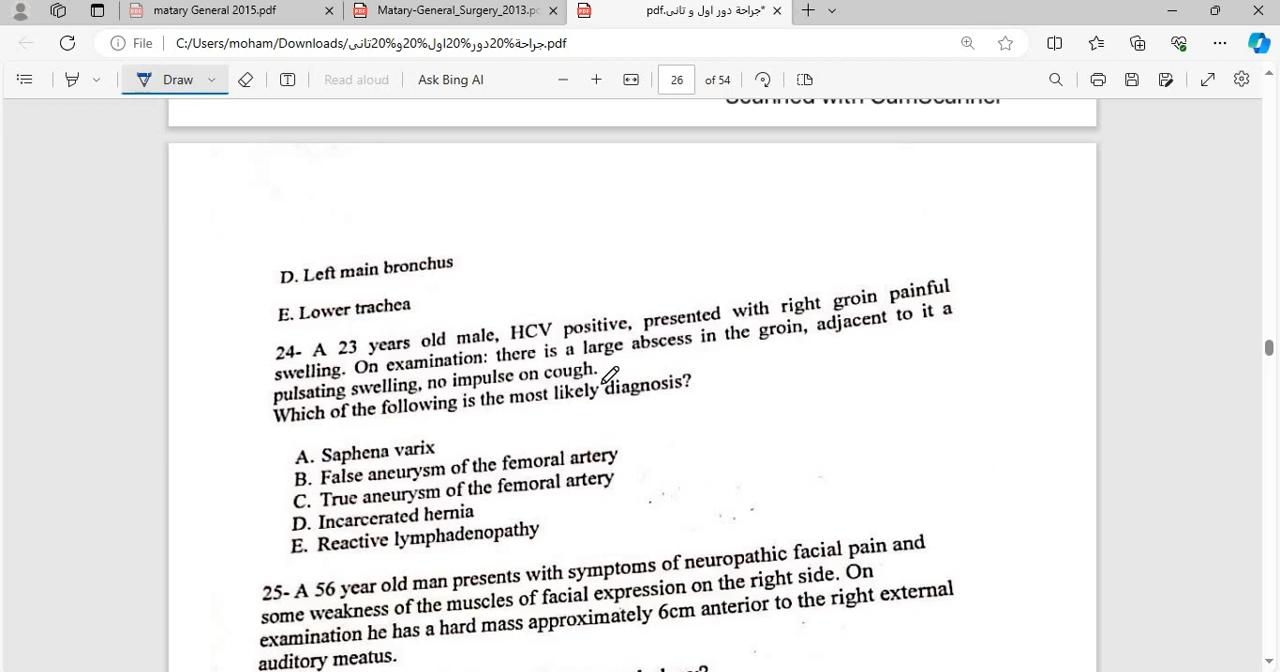 matary General 2015.pdf
Matary-General_Surgery_2013.pc
جراحة دور اول و تانى.pdf*
File
C:/Users/moham/Downloads/جراحة%20دور%20اول%20و%20تانى.pdf
Draw
Read aloud
Ask Bing AI
26
of 54
Scanned with CamScanner
D. Left main bronchus
E. Lower trachea
24- A 23 years old male, HCV positive, presented with right groin painful
swelling. On examination: there is a large abscess in the groin, adjacent to it a
pulsating swelling, no impulse on cough.
Which of the following is the most likely diagnosis?
A. Saphena varix
B. False aneurysm of the femoral artery
C. True aneurysm of the femoral artery
D. Incarcerated hernia
E. Reactive lymphadenopathy
25- A 56 year old man presents with symptoms of neuropathic facial pain and
some weakness of the muscles of facial expression on the right side. On
examination he has a hard mass approximately 6cm anterior to the right external
auditory meatus.